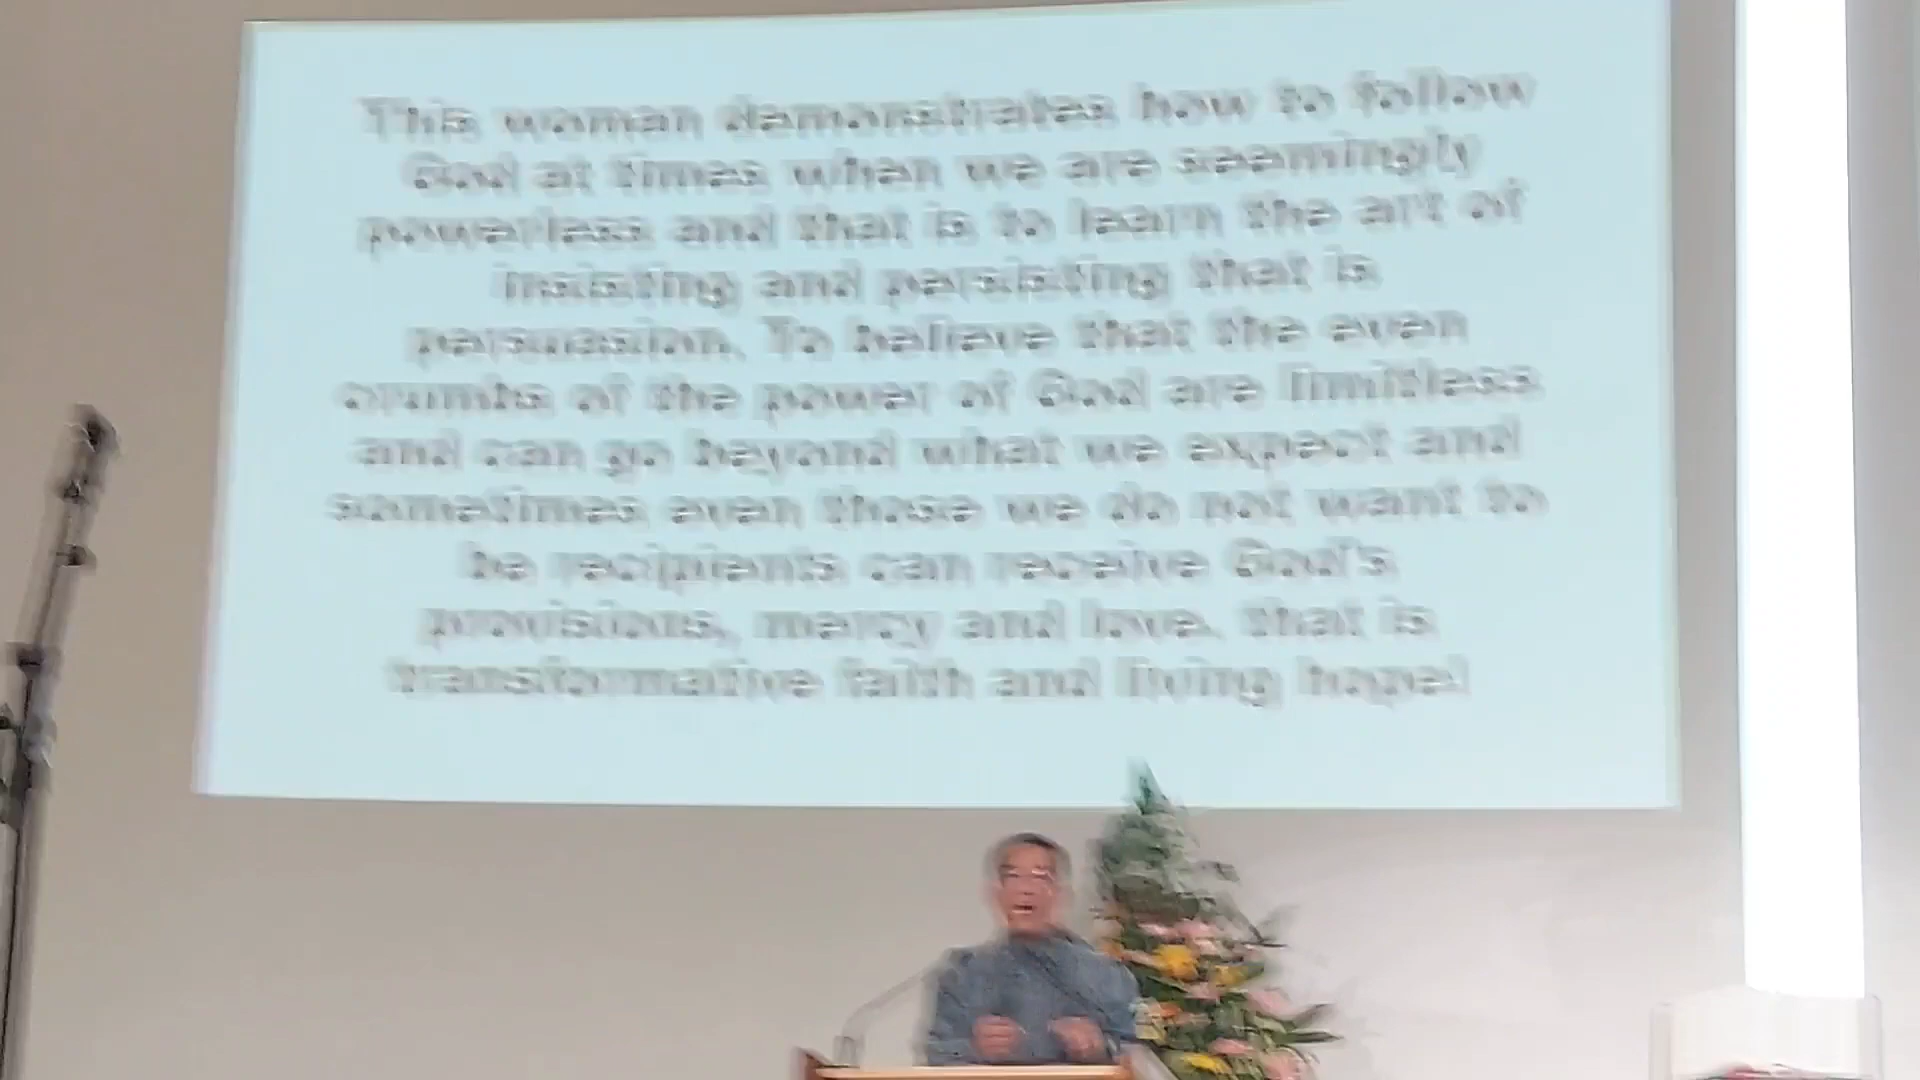 This woman demonstrates how to follow
God at times when we are seemingly
powerless and that is to learn the art of
insisting and persisting that is
persuasion. To believe that the even
crumbs of the power of God are limitless
and can go beyond what we expect and
sometimes even those we do not want to
be recipients can receive God's
provisions, mercy and love. that is
transformative faith and living hope!